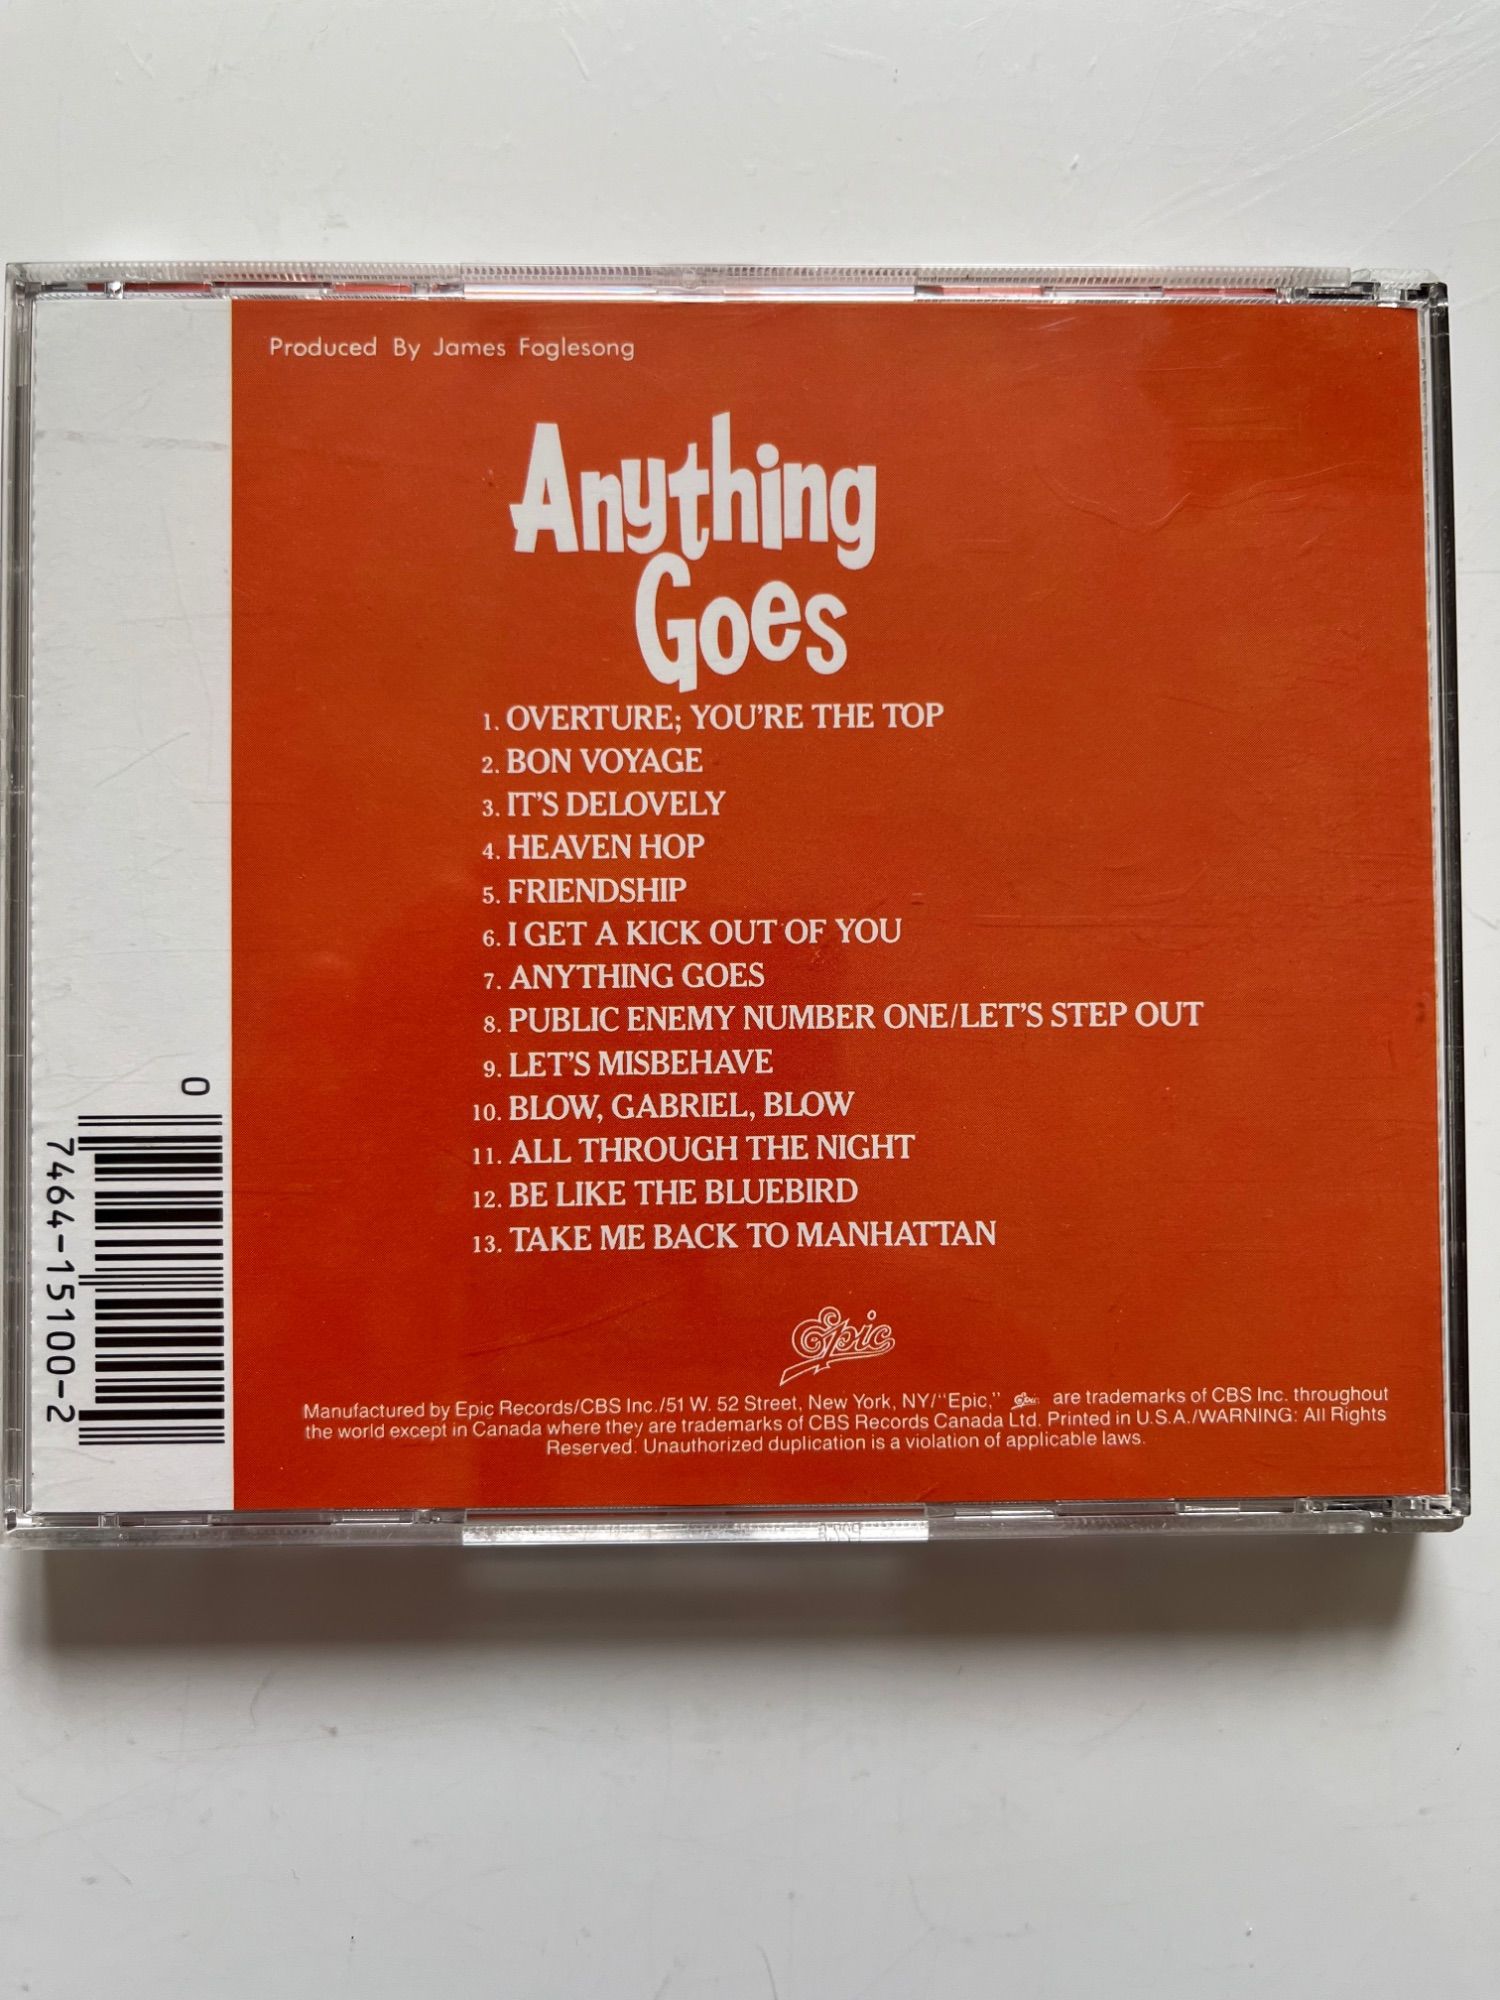 Produced By James Foglesong
Anything
Goes
1. OVERTURE; YOU'RE THE TOP
2. BON VOYAGE
3. IT'S DELOVELY
4. HEAVEN HOP
5. FRIENDSHIP
6. I GET A KICK OUT OF YOU
7. ANYTHING GOES
8. PUBLIC ENEMY NUMBER ONE/LET'S STEP OUT
9. LET'S MISBEHAVE
10. BLOW, GABRIEL, BLOW
11. ALL THROUGH THE NIGHT
12. BE LIKE THE BLUEBIRD
13. TAKE ME BACK TO MANHATTAN
Epic
Manufactured by Epic Records/CBS Inc./51 W. 52 Street, New York, NY/"Epic," Epic are trademarks of CBS Inc. throughout
the world except in Canada where they are trademarks of CBS Records Canada Ltd. Printed in U.S.A./WARNING: All Rights
Reserved. Unauthorized duplication is a violation of applicable laws.
0
7464-15100-2